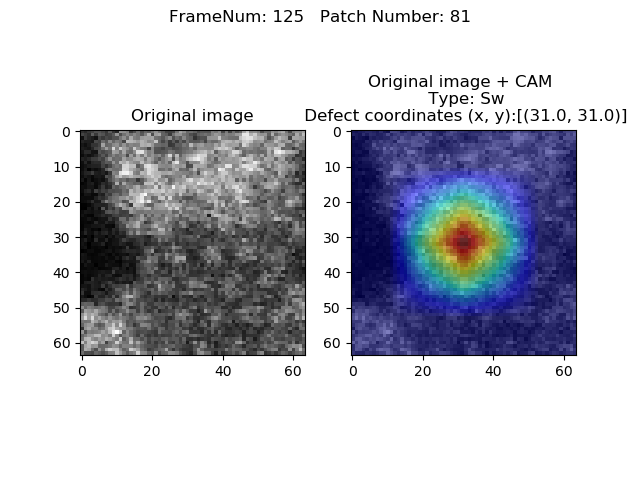 FrameNum: 125   Patch Number: 81
Original image
Original image + CAM
Type: Sw
Defect coordinates (x, y):[(31.0, 31.0)]
0
10
20
30
40
50
60
0 20 40 60
0
10
20
30
40
50
60
0 20 40 60